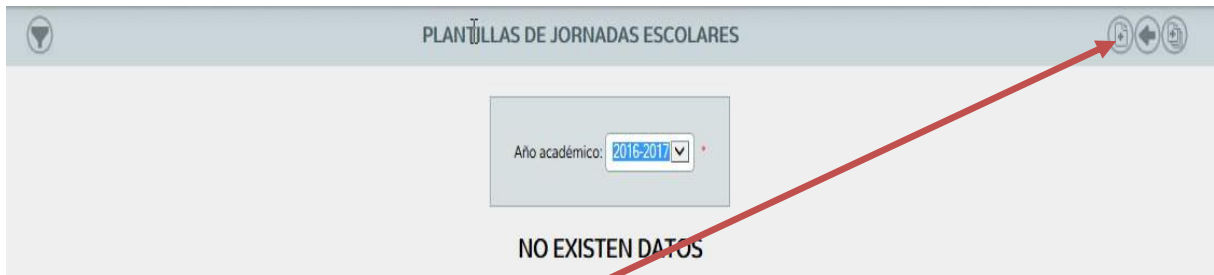 PLANTILLAS DE JORNADAS ESCOLARES
Año académico: 2016-2017 *
NO EXISTEN DATOS